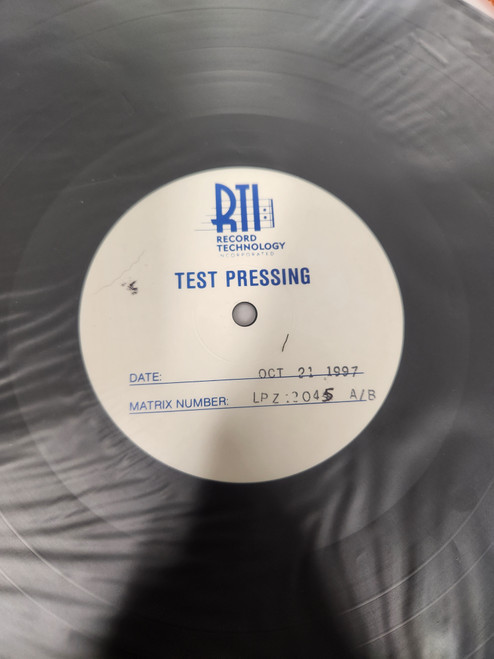 RTI
RECORD
TECHNOLOGY
INCORPORATED
TEST PRESSING
DATE: OCT 21 1997
MATRIX NUMBER: LPZ :2045 A/B